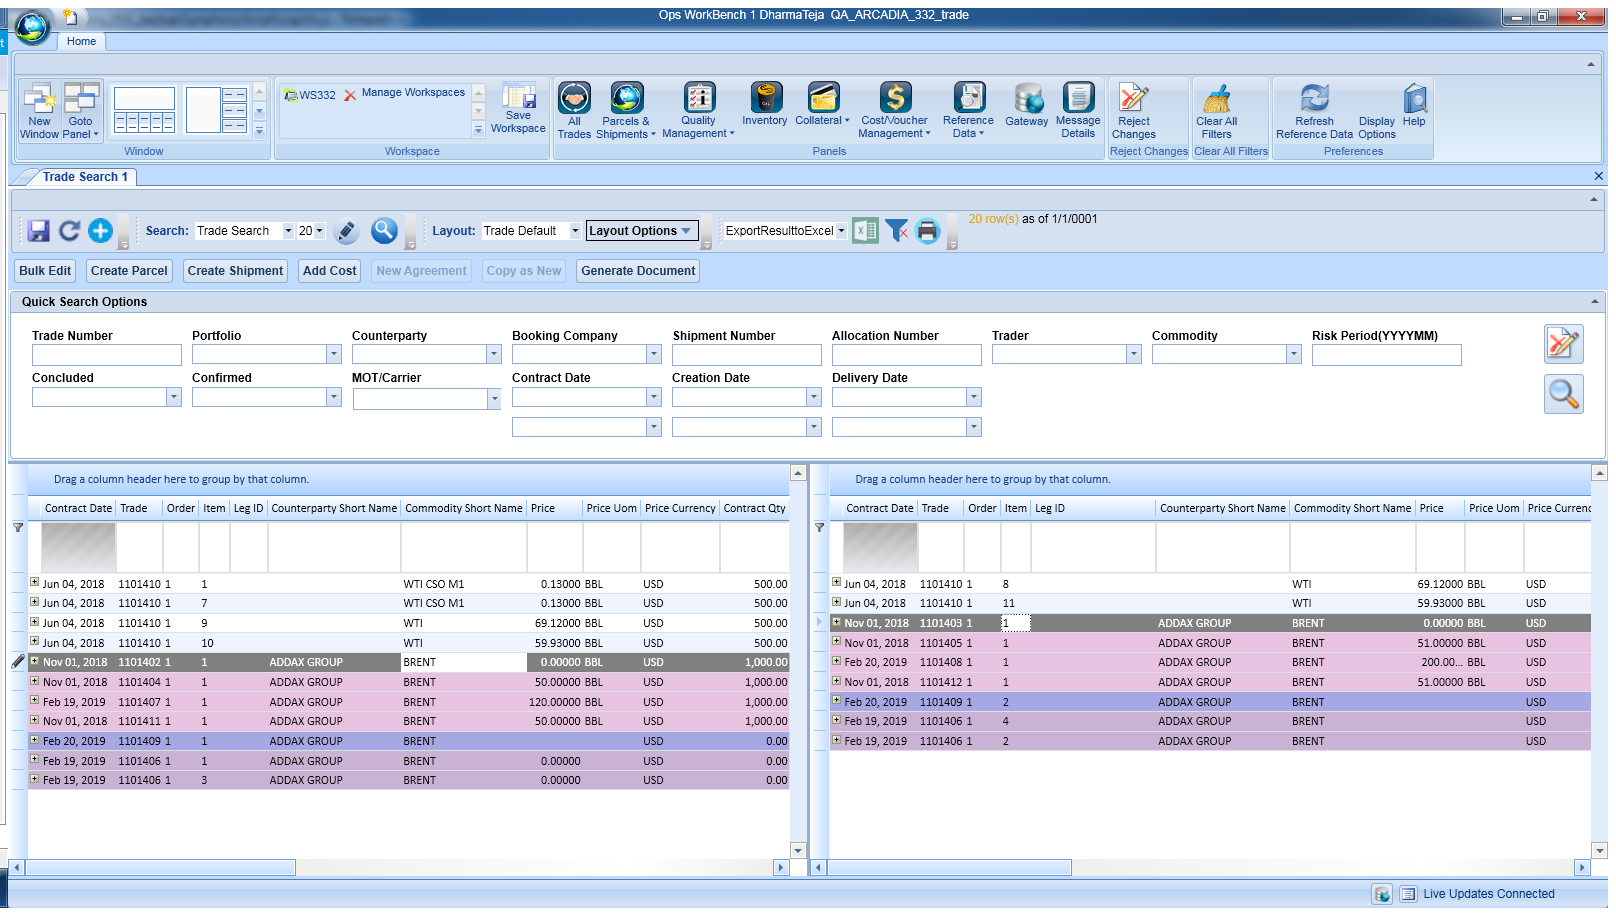 Ops WorkBench 1 DharmaTeja  QA_ARCADIA_332_trade
Home
New Window
Goto Panel
Window
WS332
Manage Workspaces
Save Workspace
Workspace
All Trades
Parcels & Shipments
Quality Management
Inventory
Collateral
Cost/Voucher Management
Reference Data
Gateway
Message Details
Panels
Reject Changes
Reject Changes
Clear All Filters
Clear All Filters
Refresh Reference Data
Display Options
Help
Preferences
Trade Search 1
Search: Trade Search 20
Layout: Trade Default Layout Options
ExportResulttoExcel
20 row(s) as of 1/1/0001
Bulk Edit Create Parcel Create Shipment Add Cost New Agreement Copy as New Generate Document
Quick Search Options
Trade Number Portfolio Counterparty Booking Company Shipment Number Allocation Number Trader Commodity Risk Period(YYYYMM)
Concluded Confirmed MOT/Carrier Contract Date Creation Date Delivery Date
Drag a column header here to group by that column.
Contract Date Trade Order Item Leg ID Counterparty Short Name Commodity Short Name Price Price Uom Price Currency Contract Qty
Jun 04, 2018 1101410 1 1 WTI CSO M1 0.13000 BBL USD 500.00
Jun 04, 2018 1101410 1 7 WTI CSO M1 0.13000 BBL USD 500.00
Jun 04, 2018 1101410 1 9 WTI 69.12000 BBL USD 500.00
Jun 04, 2018 1101410 1 10 WTI 59.93000 BBL USD 500.00
Nov 01, 2018 1101402 1 1 ADDAX GROUP BRENT 0.00000 BBL USD 1,000.00
Nov 01, 2018 1101404 1 1 ADDAX GROUP BRENT 50.00000 BBL USD 1,000.00
Feb 19, 2019 1101407 1 1 ADDAX GROUP BRENT 120.00000 BBL USD 1,000.00
Nov 01, 2018 1101411 1 1 ADDAX GROUP BRENT 50.00000 BBL USD 1,000.00
Feb 20, 2019 1101409 1 1 ADDAX GROUP BRENT USD 0.00
Feb 19, 2019 1101406 1 1 ADDAX GROUP BRENT 0.00000 USD 0.00
Feb 19, 2019 1101406 1 3 ADDAX GROUP BRENT 0.00000 USD 0.00
Drag a column header here to group by that column.
Contract Date Trade Order Item Leg ID Counterparty Short Name Commodity Short Name Price Price Uom Price Currenc
Jun 04, 2018 1101410 1 8 WTI 69.12000 BBL USD
Jun 04, 2018 1101410 1 11 WTI 59.93000 BBL USD
Nov 01, 2018 1101403 1 1 ADDAX GROUP BRENT 0.00000 BBL USD
Nov 01, 2018 1101405 1 1 ADDAX GROUP BRENT 51.00000 BBL USD
Feb 20, 2019 1101408 1 1 ADDAX GROUP BRENT 200.00... BBL USD
Nov 01, 2018 1101412 1 1 ADDAX GROUP BRENT 51.00000 BBL USD
Feb 20, 2019 1101409 1 2 ADDAX GROUP BRENT USD
Feb 19, 2019 1101406 1 4 ADDAX GROUP BRENT USD
Feb 19, 2019 1101406 1 2 ADDAX GROUP BRENT USD
Live Updates Connected